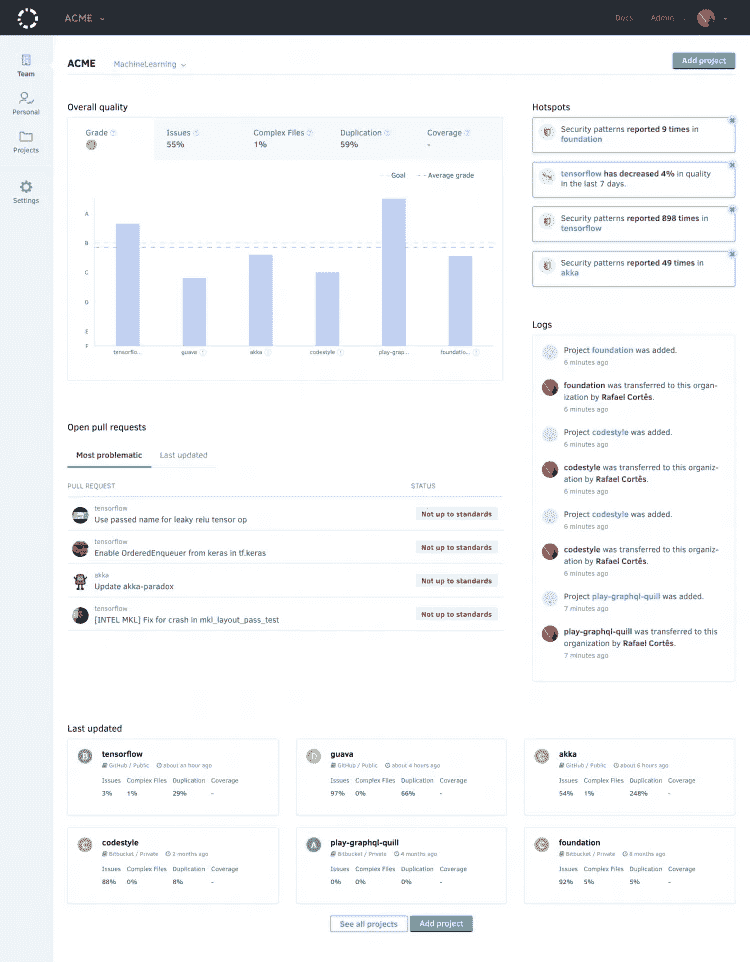 ACME
Docs
Admin
Team
Personal
Projects
Settings
ACME
MachineLearning
Add project
Overall quality
Grade
Issues
55%
Complex Files
1%
Duplication
59%
Coverage
-
Goal
Average grade
A
B
C
D
E
F
tensorflo...
guava
akka
codestyle
play-grap...
foundatio...
Hotspots
Security patterns reported 9 times in
foundation
tensorflow has decreased 4% in quality
in the last 7 days.
Security patterns reported 898 times in
tensorflow
Security patterns reported 49 times in
akka
Logs
Project foundation was added.
6 minutes ago
foundation was transferred to this organ-
ization by Rafael Cortês.
6 minutes ago
Project codestyle was added.
6 minutes ago
codestyle was transferred to this organiz-
ation by Rafael Cortês.
6 minutes ago
Project codestyle was added.
6 minutes ago
codestyle was transferred to this organiz-
ation by Rafael Cortês.
6 minutes ago
Project play-graphql-quill was added.
7 minutes ago
play-graphql-quill was transferred to this
organization by Rafael Cortês.
7 minutes ago
Open pull requests
Most problematic
Last updated
PULL REQUEST
STATUS
tensorflow
Use passed name for leaky relu tensor op
Not up to standards
tensorflow
Enable OrderedEnqueuer from keras in tf.keras
Not up to standards
akka
Update akka-paradox
Not up to standards
tensorflow
[INTEL MKL] Fix for crash in mkl_layout_pass_test
Not up to standards
Last updated
B
tensorflow
GitHub / Public about an hour ago
Issues Complex Files Duplication Coverage
3% 1% 29% -
D
guava
GitHub / Public about 4 hours ago
Issues Complex Files Duplication Coverage
97% 0% 66% -
C
akka
GitHub / Public about 6 hours ago
Issues Complex Files Duplication Coverage
54% 1% 248% -
codestyle
Bitbucket / Private 2 months ago
Issues Complex Files Duplication Coverage
88% 0% 8% -
A
play-graphql-quill
Bitbucket / Private 4 months ago
Issues Complex Files Duplication Coverage
0% 0% 0% -
foundation
Bitbucket / Private 8 months ago
Issues Complex Files Duplication Coverage
92% 5% 5% -
See all projects
Add project